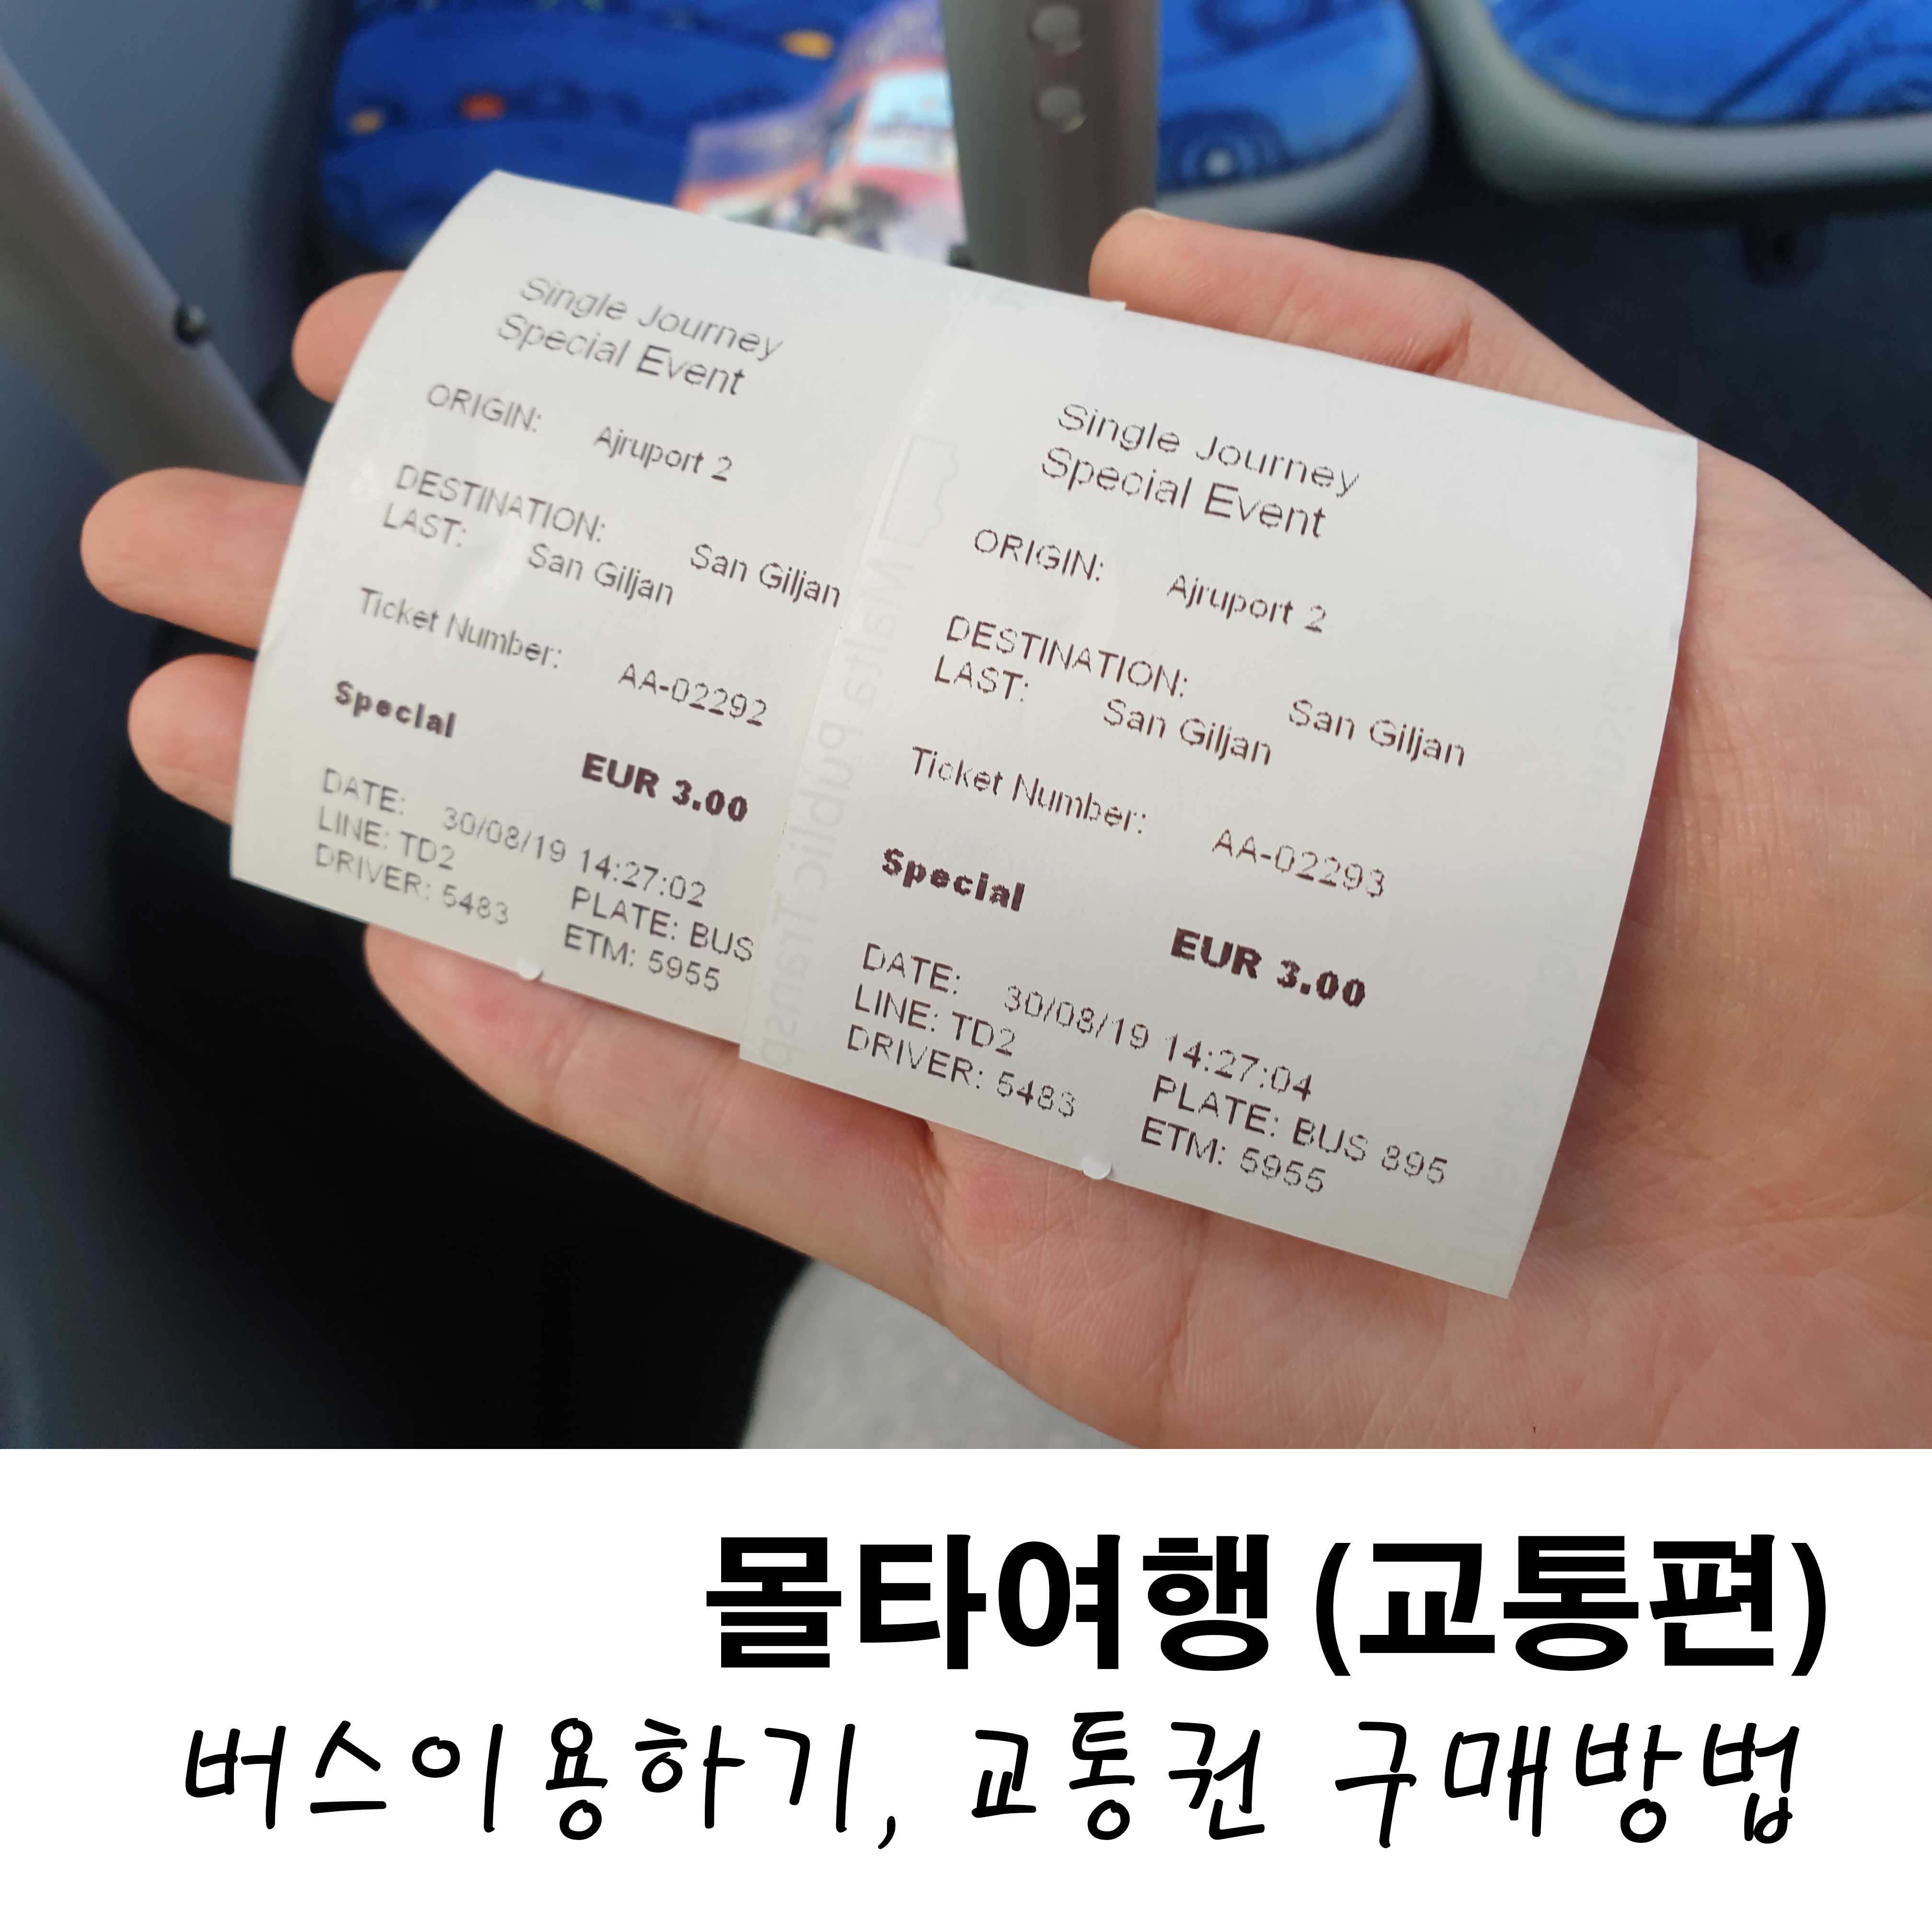 Single Journey
Special Event
ORIGIN: Ajruport 2
DESTINATION: San Giljan
LAST: San Giljan
Ticket Number: AA-02292
Special
EUR 3.00
DATE: 30/08/19 14:27:02
LINE: TD2 PLATE: BUS
DRIVER: 5483 ETM: 5955
Malta Public Transp
Single Journey
Special Event
ORIGIN: Ajruport 2
DESTINATION: San Giljan
LAST: San Giljan
Ticket Number: AA-02293
Special
EUR 3.00
DATE: 30/08/19 14:27:04
LINE: TD2 PLATE: BUS 895
DRIVER: 5483 ETM: 5955
몰타여행 (교통편)
버스이용하기, 교통권 구매방법